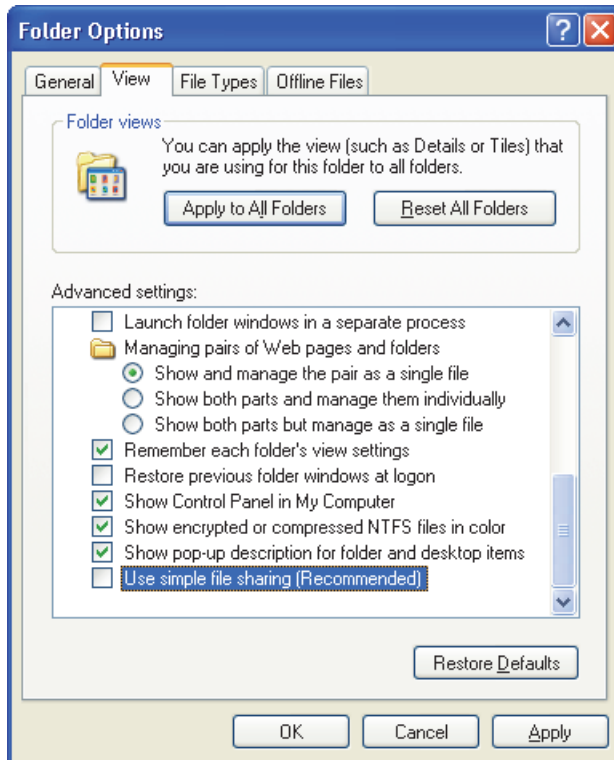 Folder Options
General View File Types Offline Files
Folder views
You can apply the view (such as Details or Tiles) that
you are using for this folder to all folders.
Apply to All Folders Reset All Folders
Advanced settings:
Launch folder windows in a separate process
Managing pairs of Web pages and folders
Show and manage the pair as a single file
Show both parts and manage them individually
Show both parts but manage as a single file
Remember each folder's view settings
Restore previous folder windows at logon
Show Control Panel in My Computer
Show encrypted or compressed NTFS files in color
Show pop-up description for folder and desktop items
Use simple file sharing (Recommended)
Restore Defaults
OK Cancel Apply